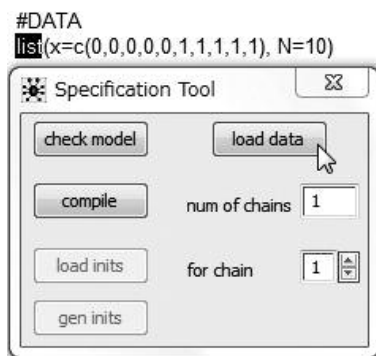 #DATA
list(x=c(0,0,0,0,0,1,1,1,1,1), N=10)
Specification Tool
check model load data
compile num of chains 1
load inits for chain 1
gen inits